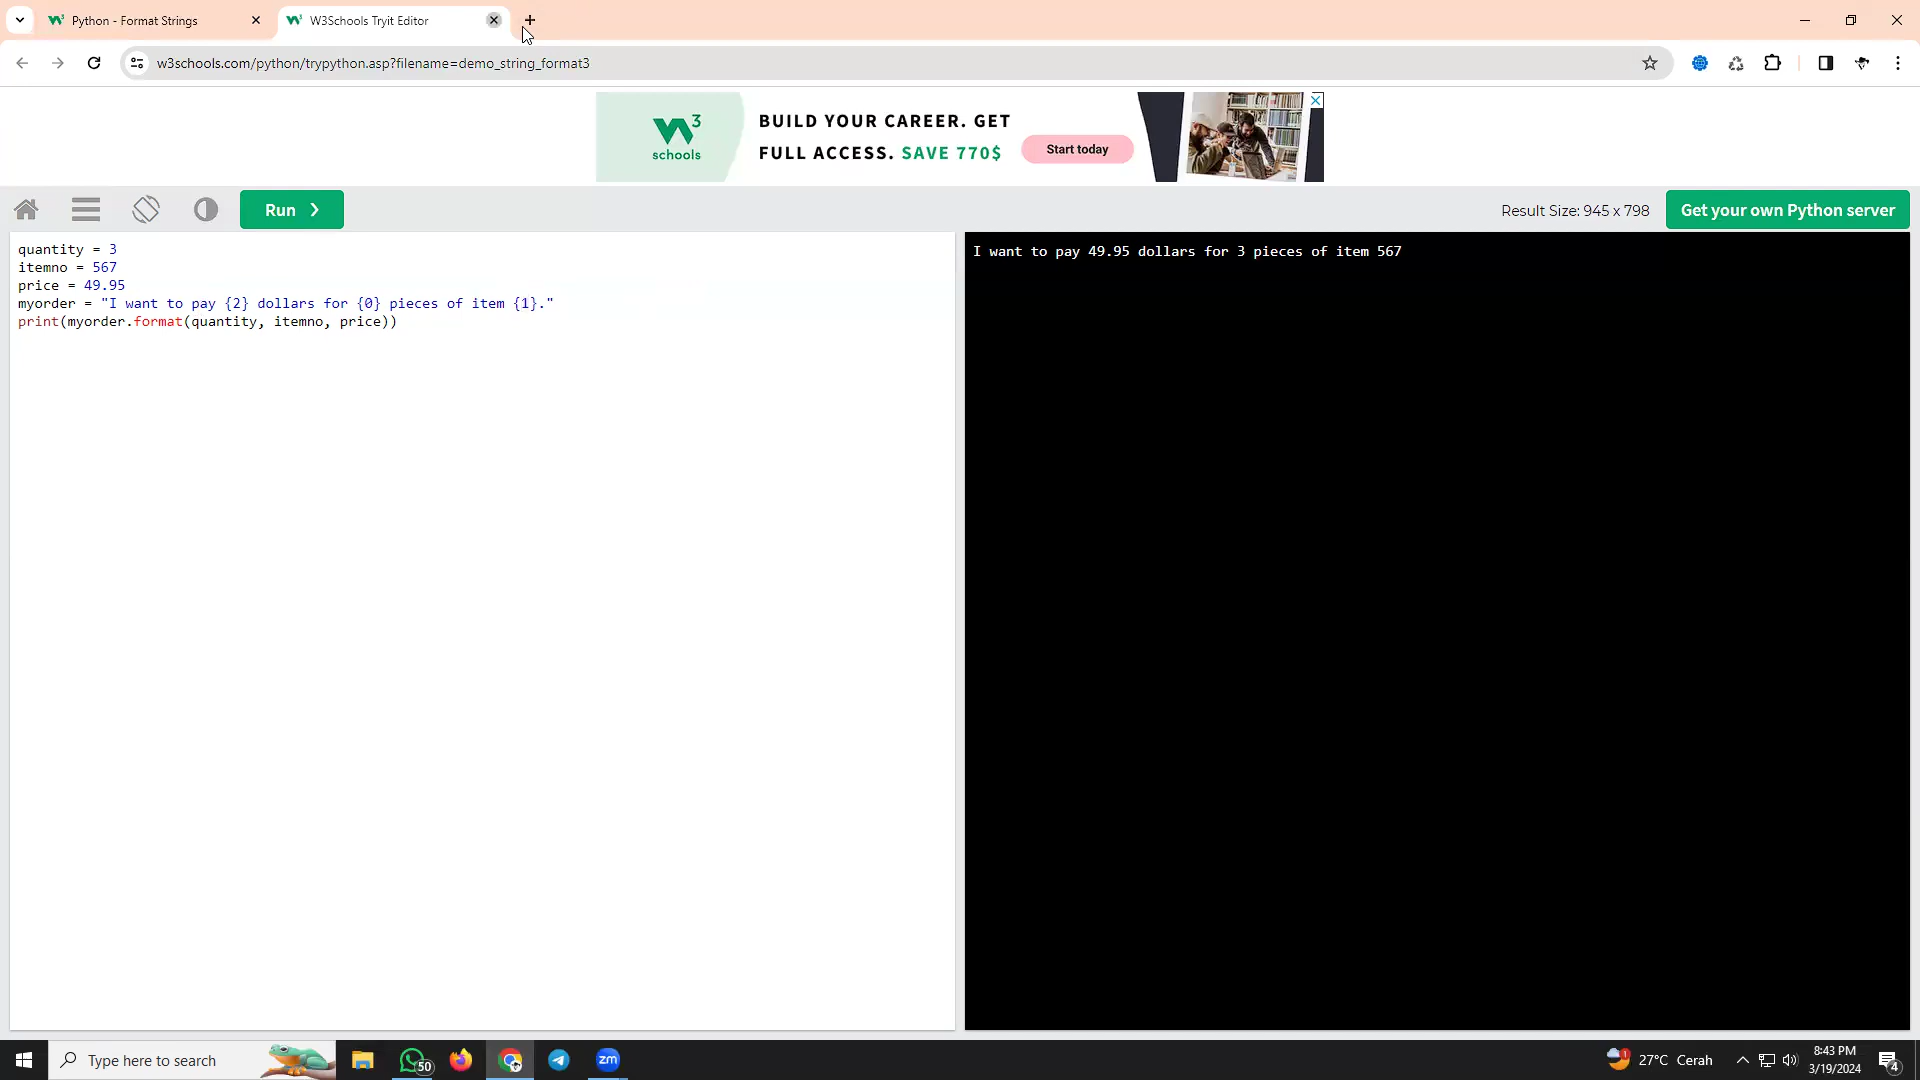 Python - Format Strings
W3Schools Tryit Editor
w3schools.com/python/trypython.asp?filename=demo_string_format3
W3
schools
BUILD YOUR CAREER. GET
FULL ACCESS. SAVE 770$
Start today
Run ❯
Result Size: 945 x 798
Get your own Python server
quantity = 3
itemno = 567
price = 49.95
myorder = "I want to pay {2} dollars for {0} pieces of item {1}."
print(myorder.format(quantity, itemno, price))
I want to pay 49.95 dollars for 3 pieces of item 567
Type here to search
50
zm
1
27°C Cerah
8:43 PM
3/19/2024
4